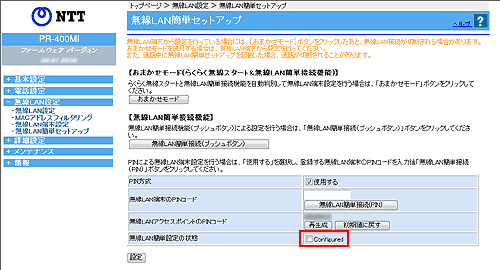 トップページ > 無線LAN設定 > 無線LAN簡単セットアップ
NTT
PR-400MI
ファームウェア バージョン
無線LAN簡単セットアップ
ヘルプ
無線LANから設定を行っている場合には、「おまかせモード」ボタンをクリックしたあと、無線LAN接続が切断される場合があります。
おまかせモードを使用する場合は、有線LAN端末から設定を行ってください。
また、通話中に無線LAN簡単セットアップを起動した場合、通話が切断されることがあります。
基本設定
電話設定
無線LAN設定
無線LAN設定
MACアドレスフィルタリング
無線LAN端末設定
無線LAN簡単セットアップ
詳細設定
メンテナンス
情報
【おまかせモード(らくらく無線スタート&無線LAN簡単接続機能)】
らくらく無線スタートと無線LAN簡単接続機能を自動判別して無線LAN端末設定を行う場合は、「おまかせモード」ボタンをクリックしてください。
おまかせモード
【無線LAN簡単接続機能】
無線LAN簡単接続機能(プッシュボタン)による設定を行う場合は、「無線LAN簡単接続(プッシュボタン)」ボタンをクリックしてください。
無線LAN簡単接続(プッシュボタン)
PINによる無線LAN端末設定を行う場合は、「使用する」を選択し、登録する無線LAN端末のPINコードを入力後「無線LAN簡単接続(PIN)」ボタンをクリックしてください。
PIN方式
使用する
無線LAN端末のPINコード
無線LAN簡単接続(PIN)
無線LANアクセスポイントのPINコード
再生成 初期値に戻す
無線LAN簡単設定の状態
Configured
設定